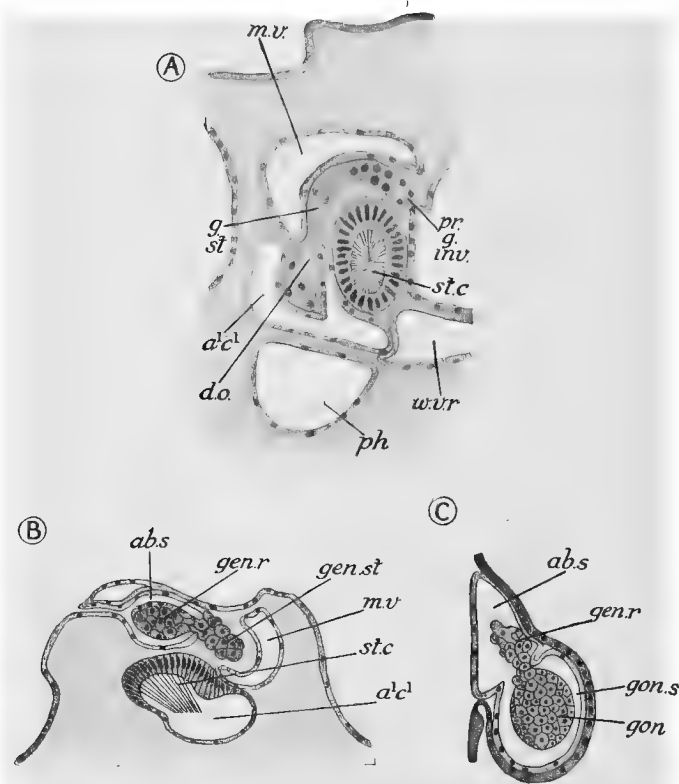 A
m.v.
g.
st
pr.
g.
inv.
st.c
a¹c¹
d.o.
w.v.r
ph
B
ab.s
gen.r
gen.st
m.v
st.c
a¹c¹
C
ab.s
gen.r
gon.s
gon